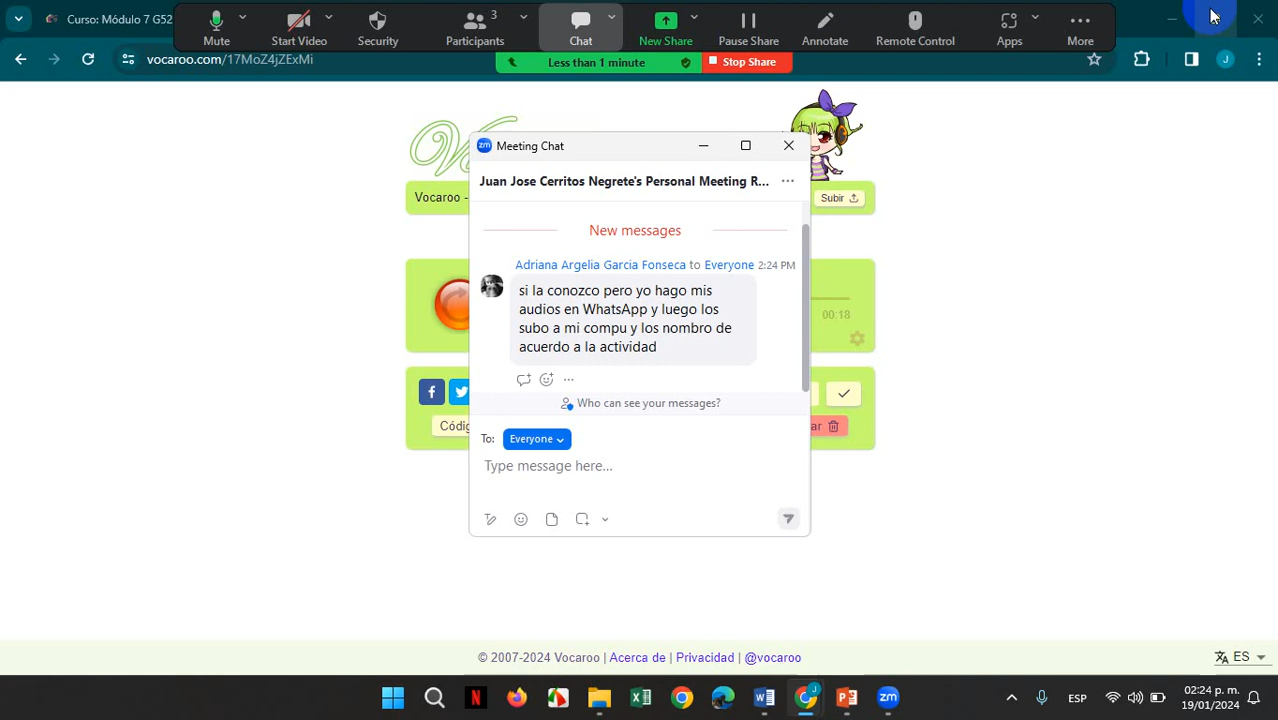 Curso: Módulo 7 G52
Mute
Start Video
Security
Participants
3
Chat
New Share
Pause Share
Annotate
Remote Control
Apps
More
vocaroo.com/17MoZ4jZExMi
Less than 1 minute
Stop Share
J
Meeting Chat
Juan Jose Cerritos Negrete's Personal Meeting R...
Vocaroo -
Subir
New messages
Adriana Argelia Garcia Fonseca to Everyone 2:24 PM
si la conozco pero yo hago mis
audios en WhatsApp y luego los
subo a mi compu y los nombro de
acuerdo a la actividad
00:18
Who can see your messages?
Códig
ar
To: Everyone
Type message here...
© 2007-2024 Vocaroo | Acerca de | Privacidad | @vocaroo
ES
ESP
02:24 p. m.
19/01/2024